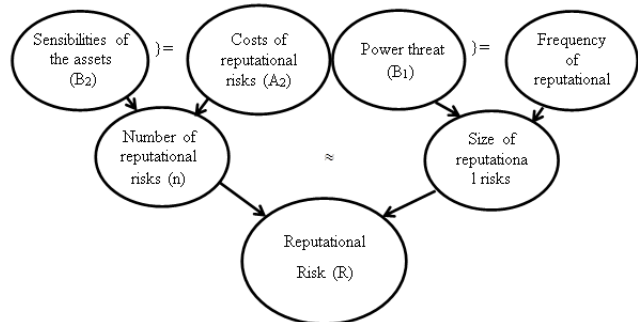 Sensibilities of
the assets
(B2)
}=
Costs of
reputational
risks (A2)
Power threat
(B1)
}=
Frequency
of
reputational
Number of
reputational
risks (n)
≈
Size of
reputationa
l risks
Reputational
Risk (R)